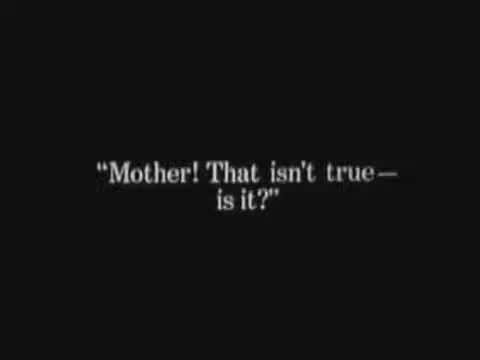 “Mother! That isn't true—
is it?”